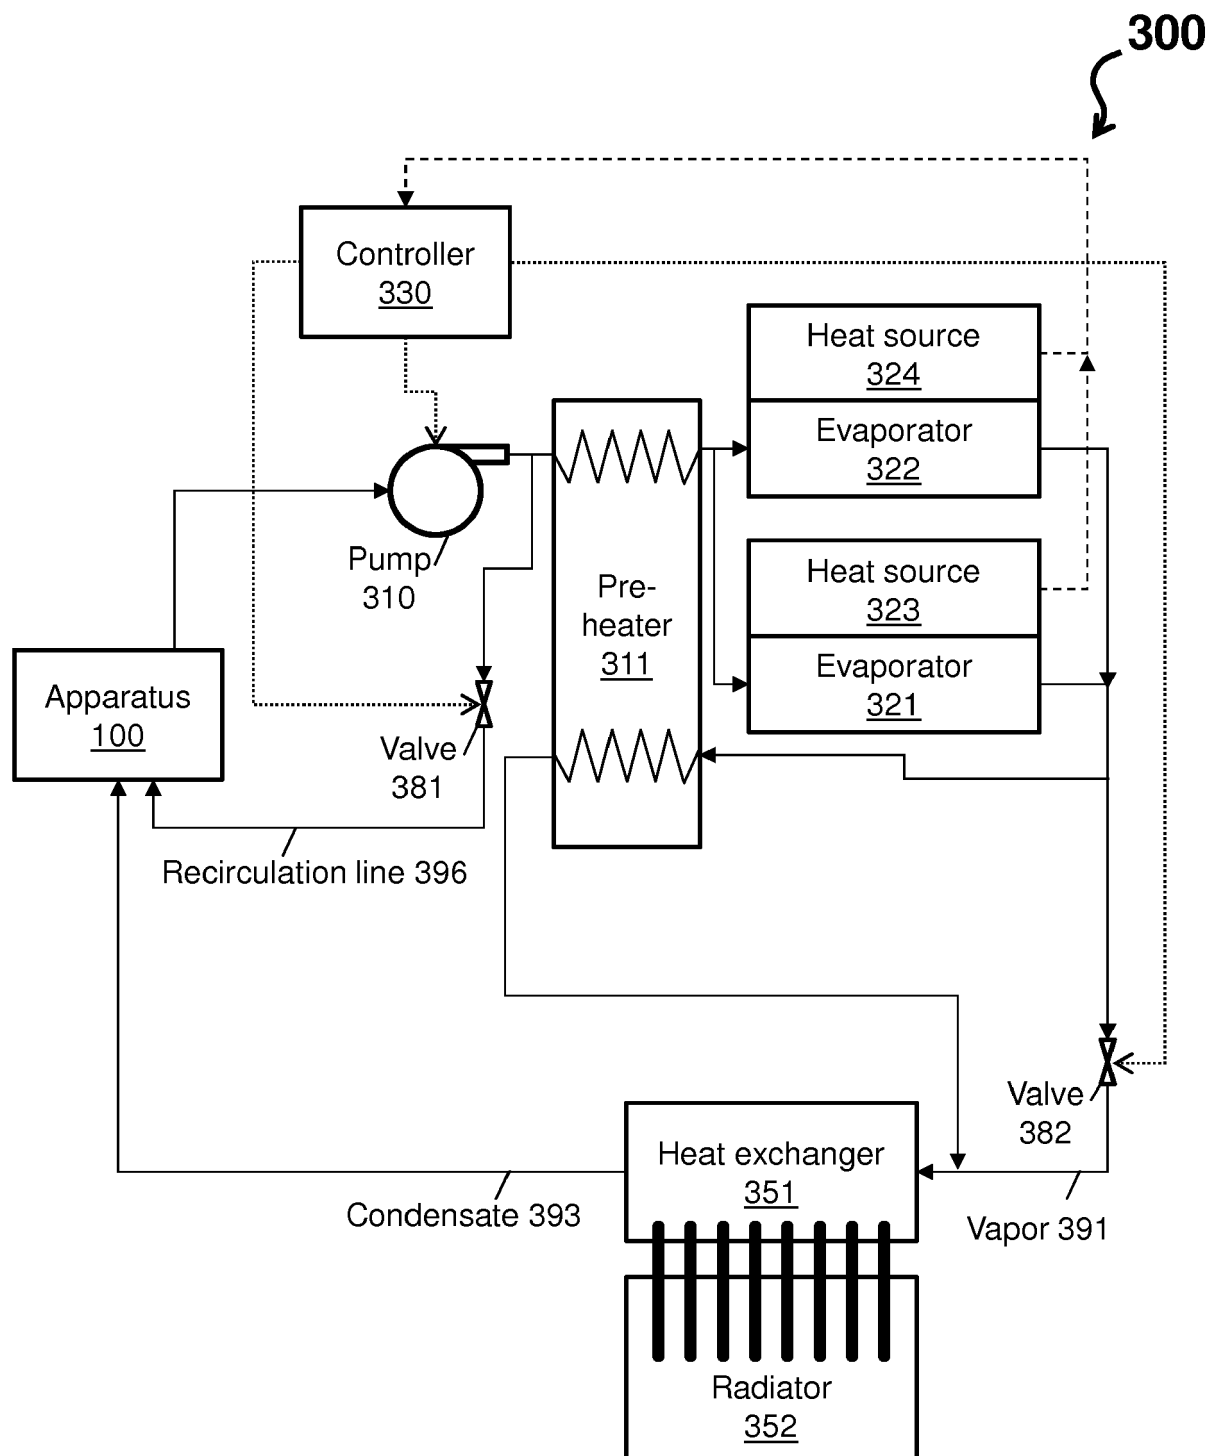 300
Controller
330
Heat source
324
Evaporator
322
Pump
310
Pre-
heater
311
Heat source
323
Evaporator
321
Apparatus
100
Valve
381
Recirculation line 396
Valve
382
Heat exchanger
351
Condensate 393
Vapor 391
Radiator
352